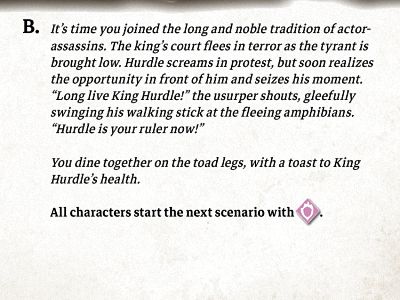 B. It’s time you joined the long and noble tradition of actor-
assassins. The king’s court flees in terror as the tyrant is
brought low. Hurdle screams in protest, but soon realizes
the opportunity in front of him and seizes his moment.
“Long live King Hurdle!” the usurper shouts, gleefully
swinging his walking stick at the fleeing amphibians.
“Hurdle is your ruler now!”
You dine together on the toad legs, with a toast to King
Hurdle’s health.
All characters start the next scenario with .